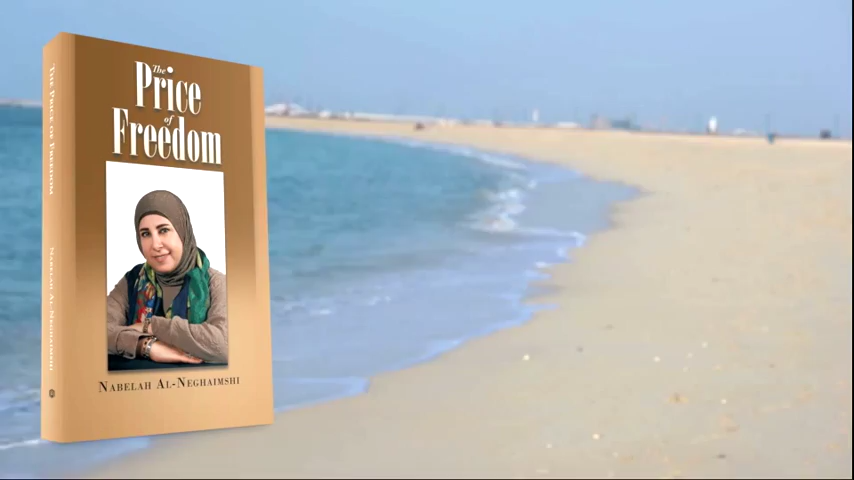 The
Price
of
Freedom
Nabelah Al-Neghaimshi
The Price of Freedom
Nabelah Al-Neghaimshi